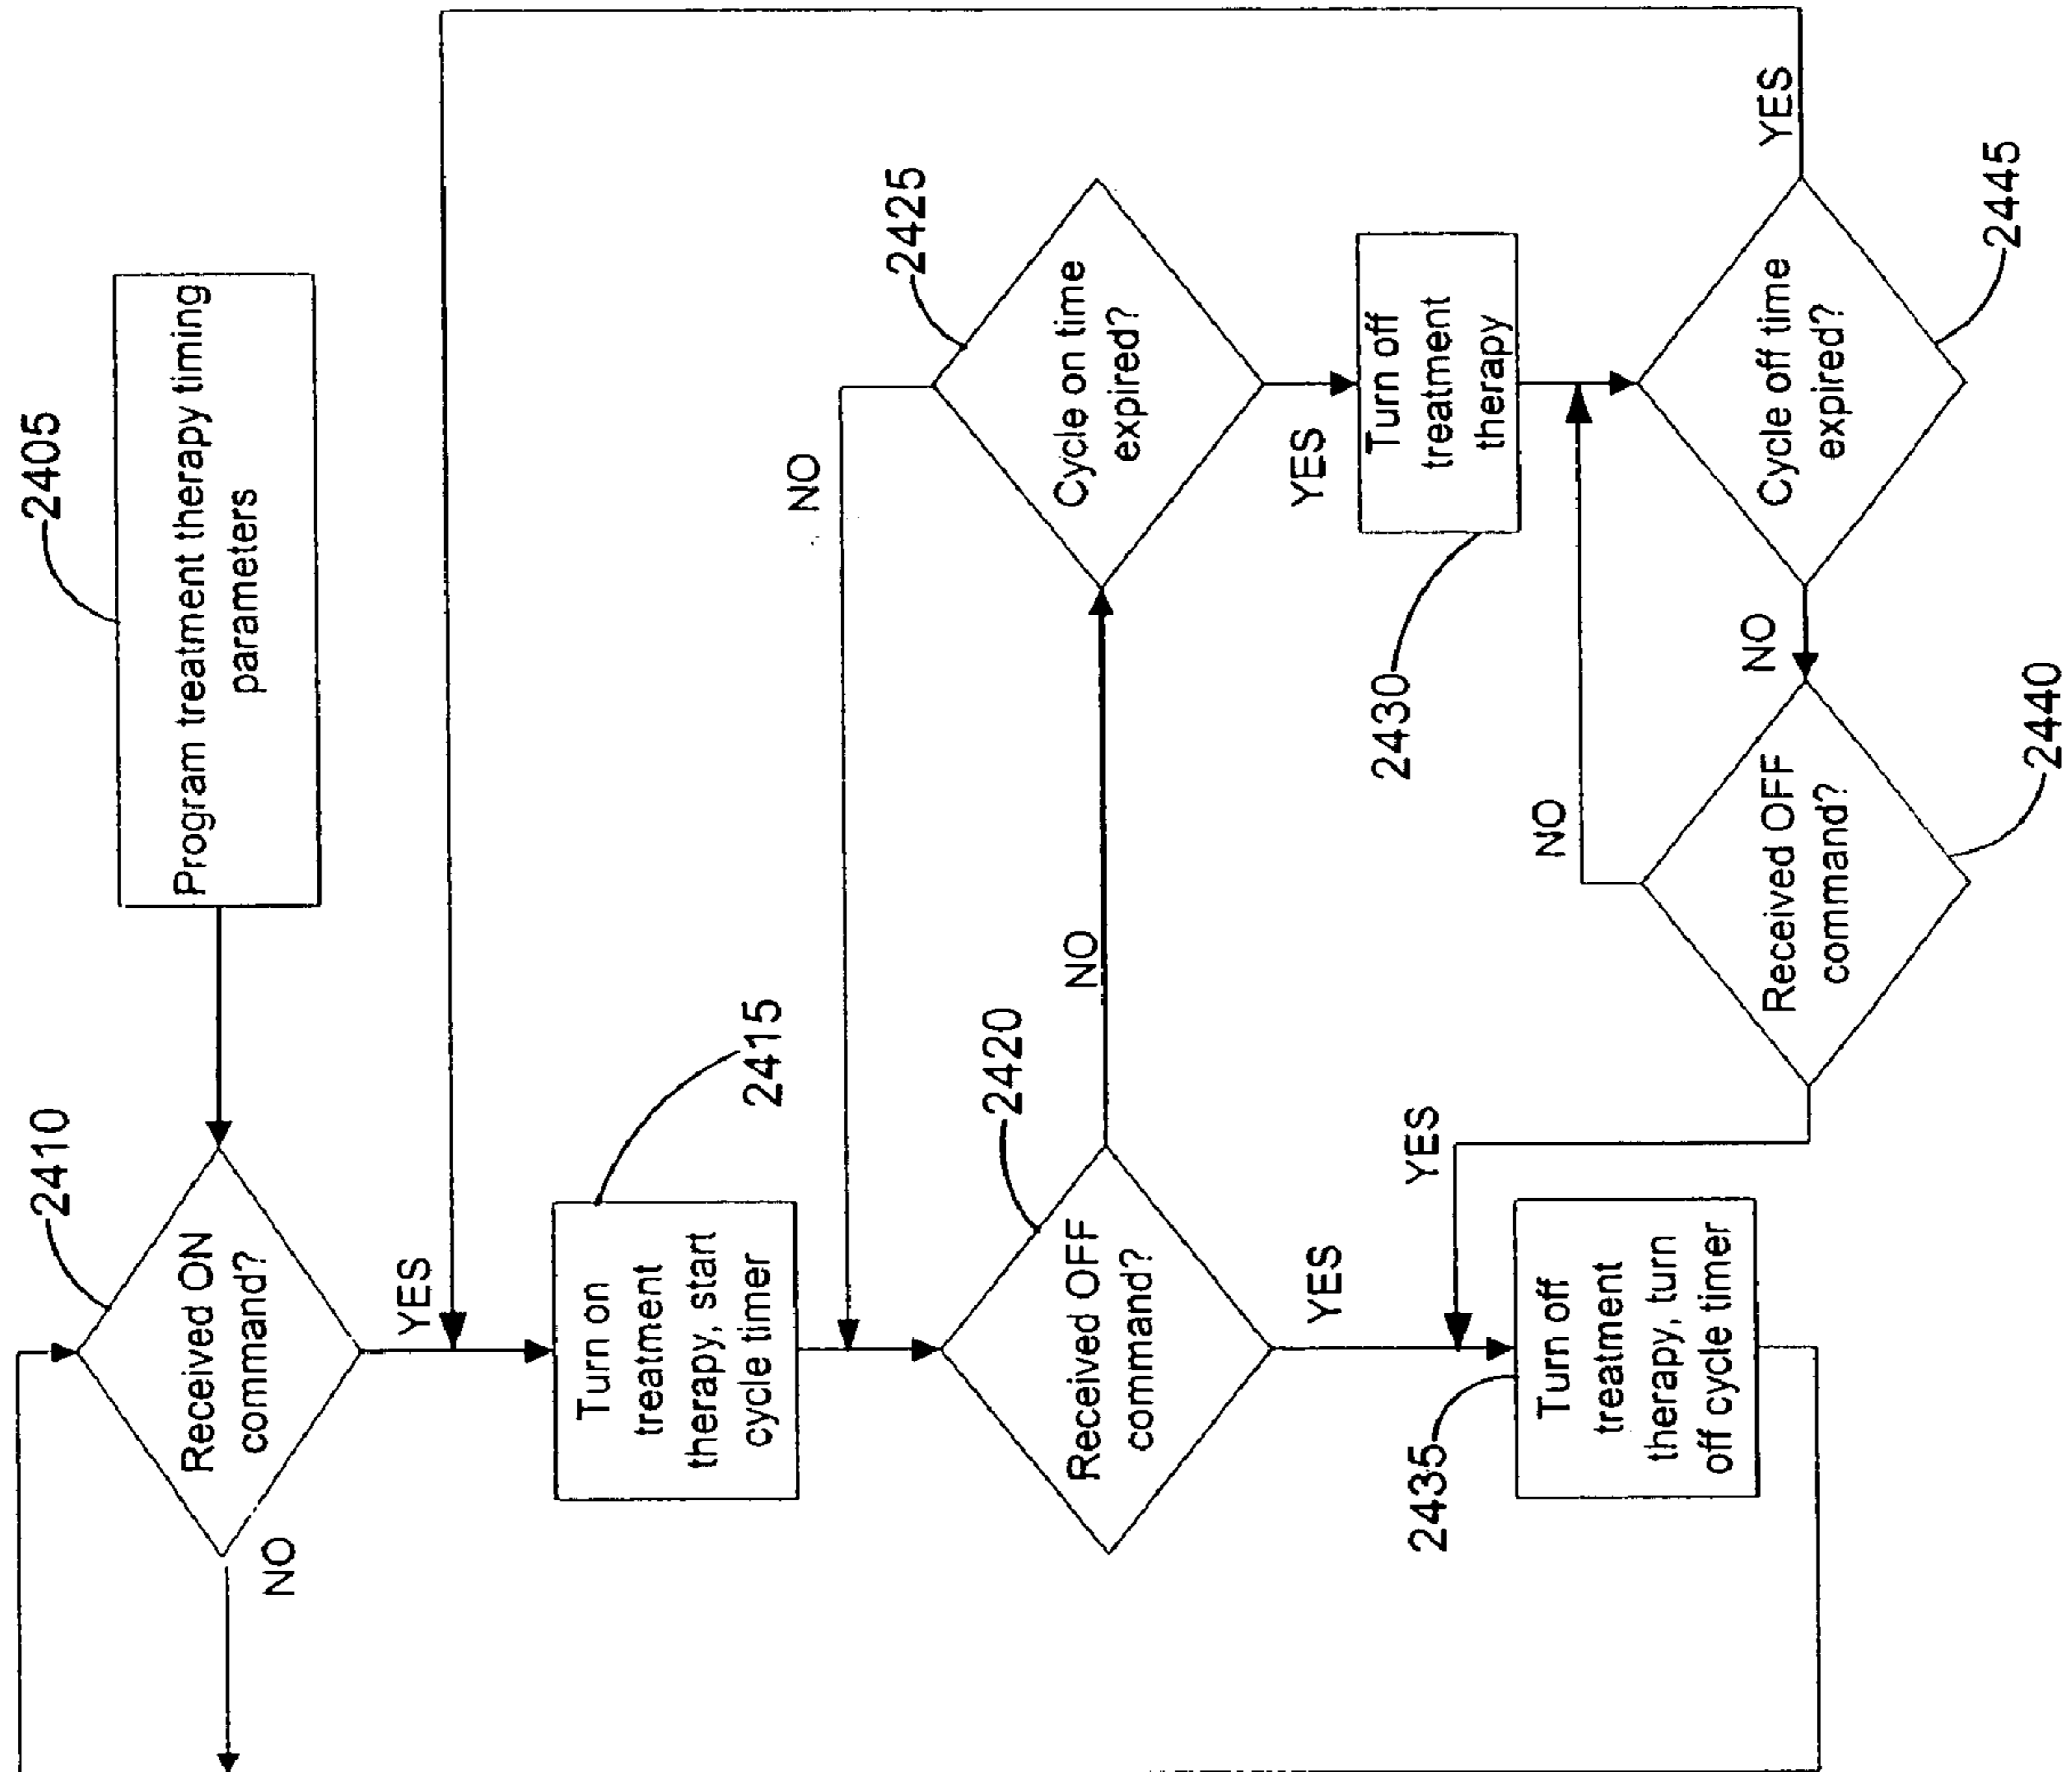 2405
Program treatment therapy timing
parameters
2410
Received ON
command?
NO
YES
2415
Turn on
treatment
therapy, start
cycle timer
2420
Received OFF
command?
NO
YES
2425
Cycle on time
expired?
NO
YES
2430
Turn off
treatment
therapy
2435
Turn off
treatment
therapy, turn
off cycle timer
YES
2440
Received OFF
command?
NO
NO
2445
Cycle off time
expired?
YES